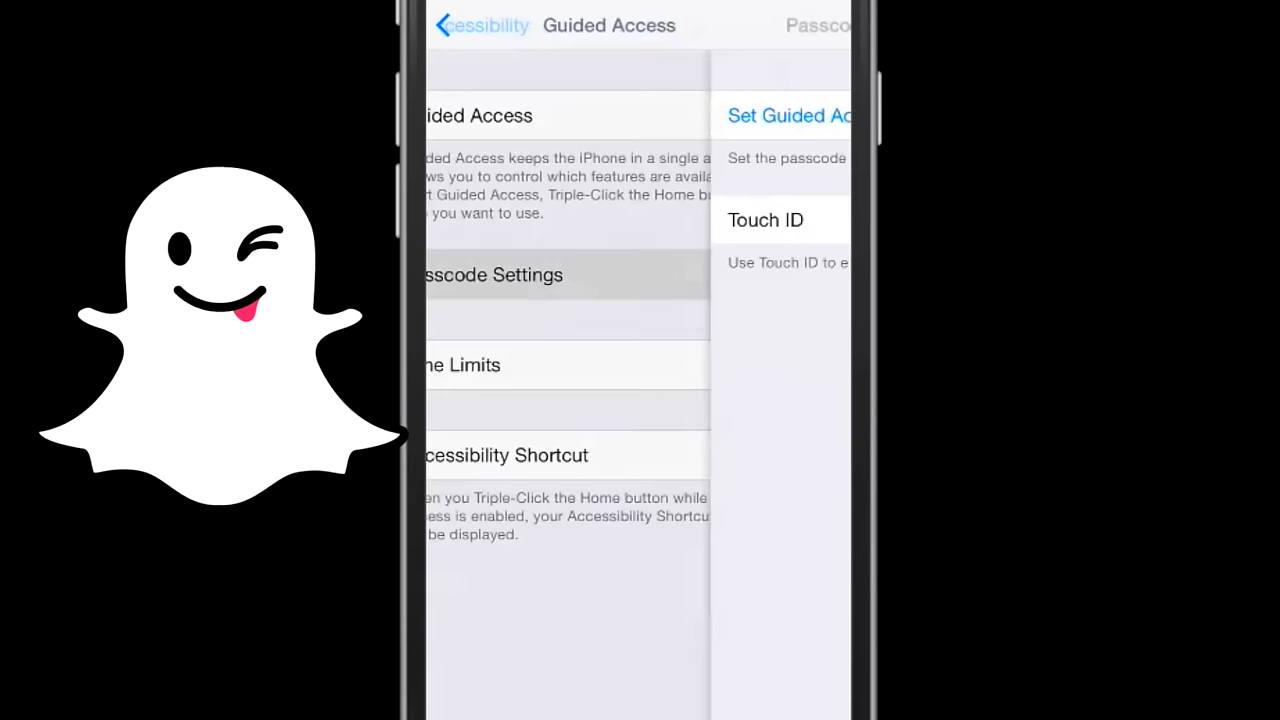 cessibility Guided Access Passco
ided Access
ded Access keeps the iPhone in a single a
ws you to control which features are availa
rt Guided Access, Triple-Click the Home bu
you want to use.
sscode Settings
ne Limits
ccessibility Shortcut
en you Triple-Click the Home button while
ess is enabled, your Accessibility Shortcu
be displayed.
Set Guided Ac
Set the passcode
Touch ID
Use Touch ID to e